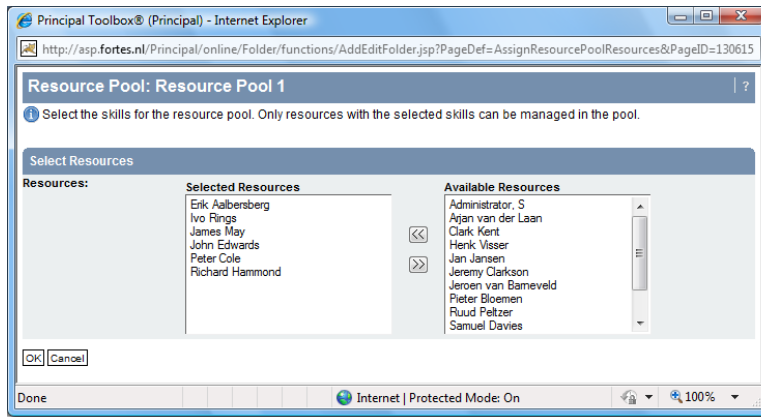 Principal Toolbox® (Principal) - Internet Explorer
http://asp.fortes.nl/Principal/online/Folder/functions/AddEditFolder.jsp?PageDef=AssignResourcePoolResources&PageID=130615
Resource Pool: Resource Pool 1
?
Select the skills for the resource pool. Only resources with the selected skills can be managed in the pool.
Select Resources
Resources:
Selected Resources
Erik Aalbersberg
Ivo Rings
James May
John Edwards
Peter Cole
Richard Hammond
<<
>>
Available Resources
Administrator, S
Arjan van der Laan
Clark Kent
Henk Visser
Jan Jansen
Jeremy Clarkson
Jeroen van Barneveld
Pieter Bloemen
Ruud Peltzer
Samuel Davies
OK Cancel
Done Internet | Protected Mode: On 100%